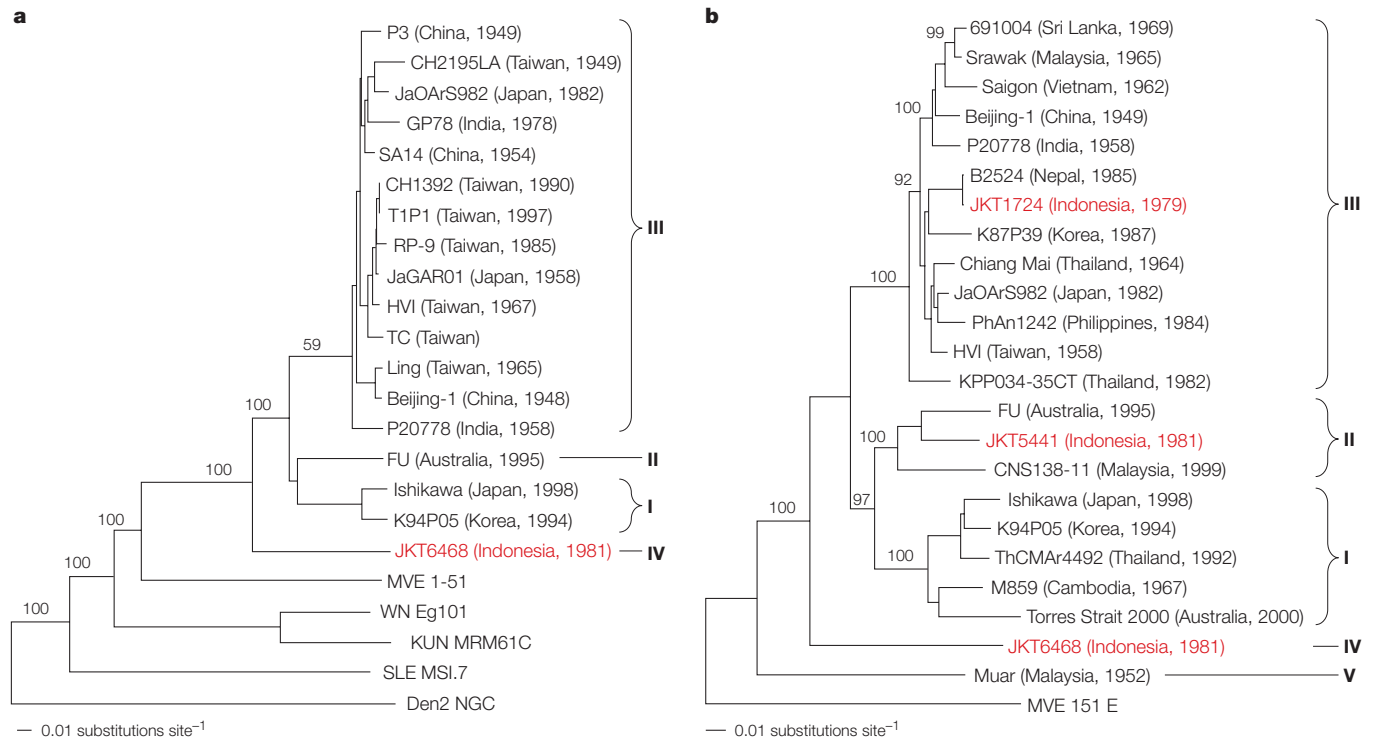 a
P3 (China, 1949)
CH2195LA (Taiwan, 1949)
JaOArS982 (Japan, 1982)
GP78 (India, 1978)
SA14 (China, 1954)
CH1392 (Taiwan, 1990)
T1P1 (Taiwan, 1997)
RP-9 (Taiwan, 1985)
III
JaGAR01 (Japan, 1958)
HVI (Taiwan, 1967)
TC (Taiwan)
59
Ling (Taiwan, 1965)
Beijing-1 (China, 1948)
100
P20778 (India, 1958)
100
FU (Australia, 1995)
II
Ishikawa (Japan, 1998)
I
K94P05 (Korea, 1994)
100
JKT6468 (Indonesia, 1981)
IV
100
MVE 1-51
100
WN Eg101
KUN MRM61C
SLE MSI.7
Den2 NGC
0.01 substitutions site–1
b
99
691004 (Sri Lanka, 1969)
Srawak (Malaysia, 1965)
Saigon (Vietnam, 1962)
100
Beijing-1 (China, 1949)
P20778 (India, 1958)
92
B2524 (Nepal, 1985)
JKT1724 (Indonesia, 1979)
III
K87P39 (Korea, 1987)
Chiang Mai (Thailand, 1964)
100
JaOArS982 (Japan, 1982)
PhAn1242 (Philippines, 1984)
HVI (Taiwan, 1958)
KPP034-35CT (Thailand, 1982)
FU (Australia, 1995)
100
JKT5441 (Indonesia, 1981)
II
CNS138-11 (Malaysia, 1999)
97
Ishikawa (Japan, 1998)
100
K94P05 (Korea, 1994)
100
ThCMAr4492 (Thailand, 1992)
I
M859 (Cambodia, 1967)
Torres Strait 2000 (Australia, 2000)
JKT6468 (Indonesia, 1981)
IV
Muar (Malaysia, 1952)
V
MVE 151 E
0.01 substitutions site–1